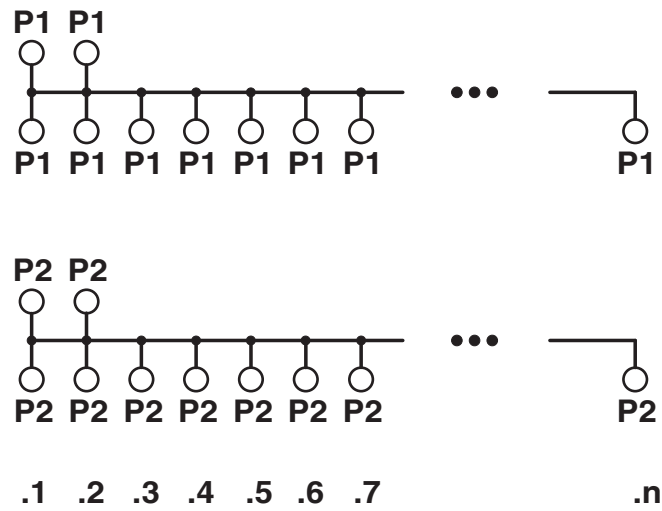 P1 P1
P1 P1 P1 P1 P1 P1 P1 P1
P2 P2
P2 P2 P2 P2 P2 P2 P2 P2
.1 .2 .3 .4 .5 .6 .7 .n